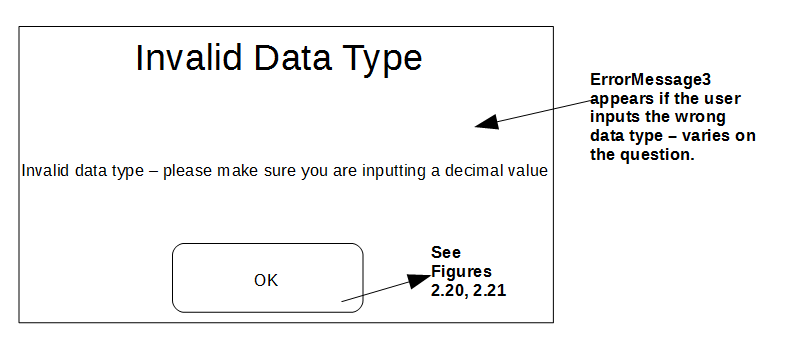 Invalid Data Type
ErrorMessage3
appears if the user
inputs the wrong
data type – varies on
the question.
Invalid data type – please make sure you are inputting a decimal value
OK
See
Figures
2.20, 2.21